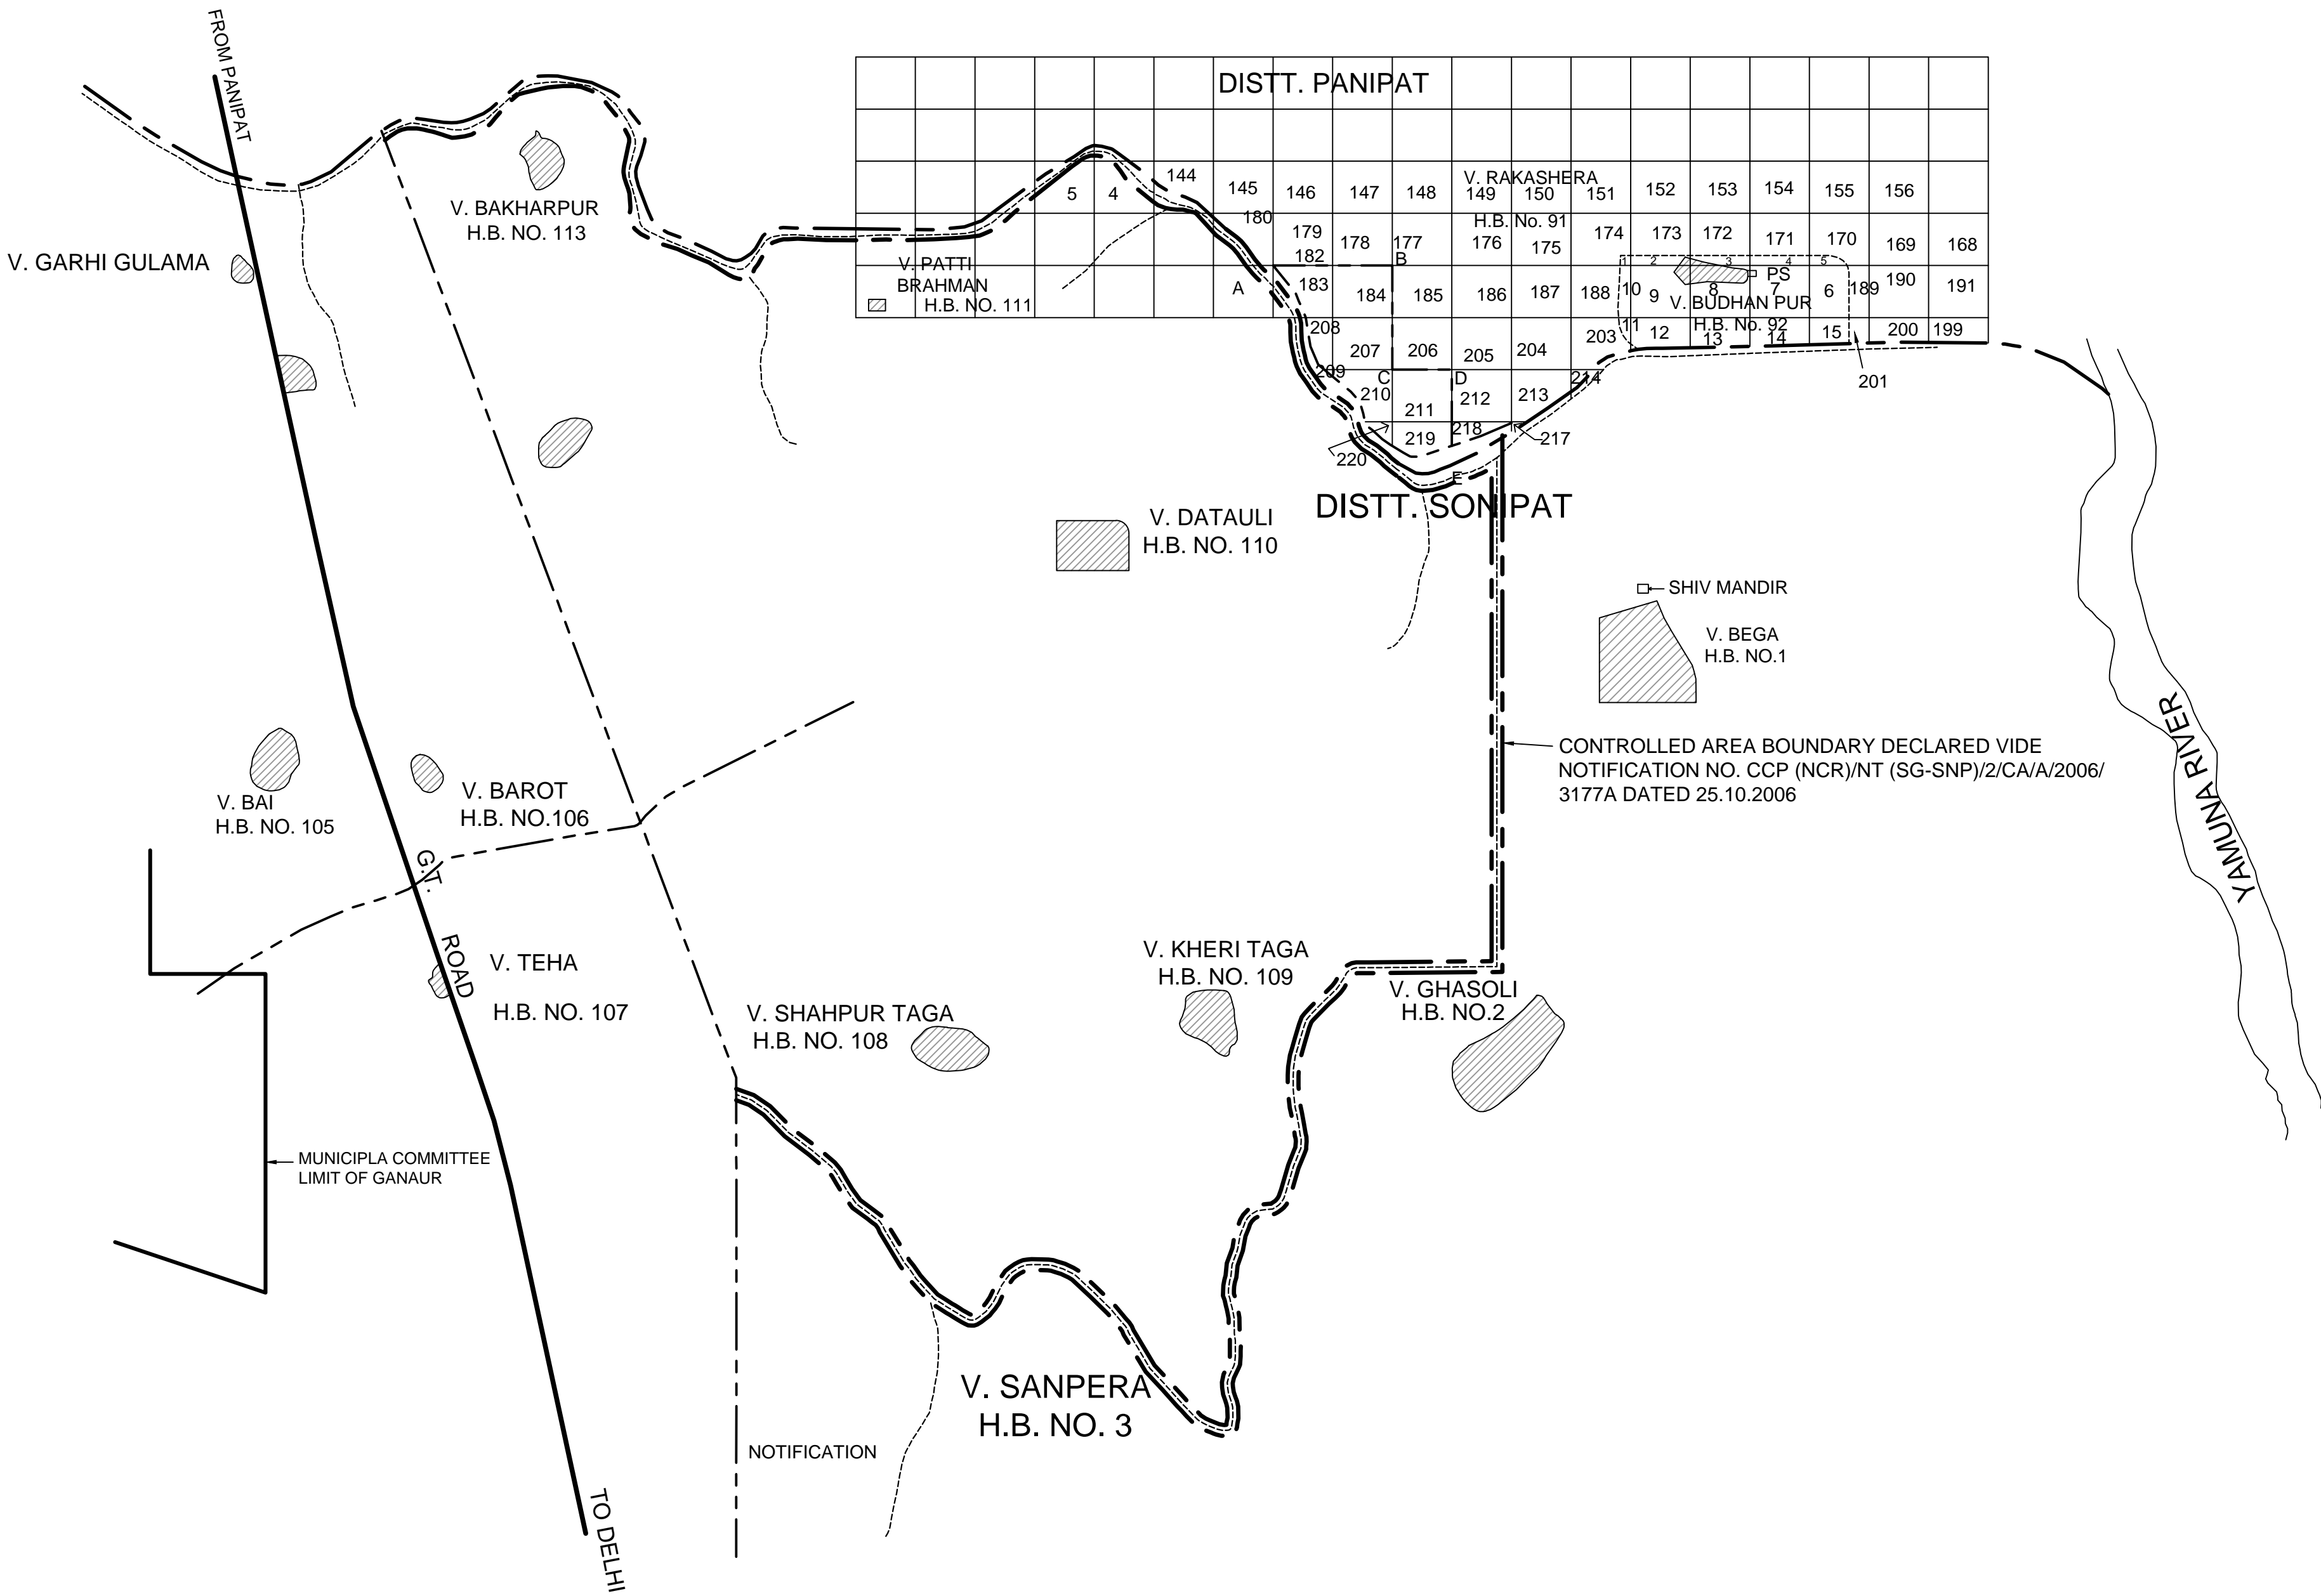 FROM PANIPAT
DISTT. PANIPAT
V. BAKHARPUR
H.B. NO. 113
V. GARHI GULAMA
V. PATTI
BRAHMAN
H.B. NO. 111
V. RAKASHERA
H.B. No. 91
5 4 144 145 146 147 148 149 150 151 152 153 154 155 156
180 179 178 177 176 175 174 173 172 171 170 169 168
182 B
1 2 3 4 5
PS
A 183 184 185 186 187 188 10 9 8 7 6 189 190 191
V. BUDHAN PUR
H.B. No. 92
208 207 206 205 204 203 11 12 13 14 15 200 199
201
209 C D 214
210 211 212 213
219 218 217
220
E
DISTT. SONIPAT
V. DATAULI
H.B. NO. 110
SHIV MANDIR
V. BEGA
H.B. NO.1
YAMUNA RIVER
CONTROLLED AREA BOUNDARY DECLARED VIDE
NOTIFICATION NO. CCP (NCR)/NT (SG-SNP)/2/CA/A/2006/
3177A DATED 25.10.2006
V. BAI
H.B. NO. 105
V. BAROT
H.B. NO.106
G.T.
ROAD
V. TEHA
H.B. NO. 107
V. SHAHPUR TAGA
H.B. NO. 108
V. KHERI TAGA
H.B. NO. 109
V. GHASOLI
H.B. NO.2
MUNICIPLA COMMITTEE
LIMIT OF GANAUR
V. SANPERA
H.B. NO. 3
NOTIFICATION
TO DELHI